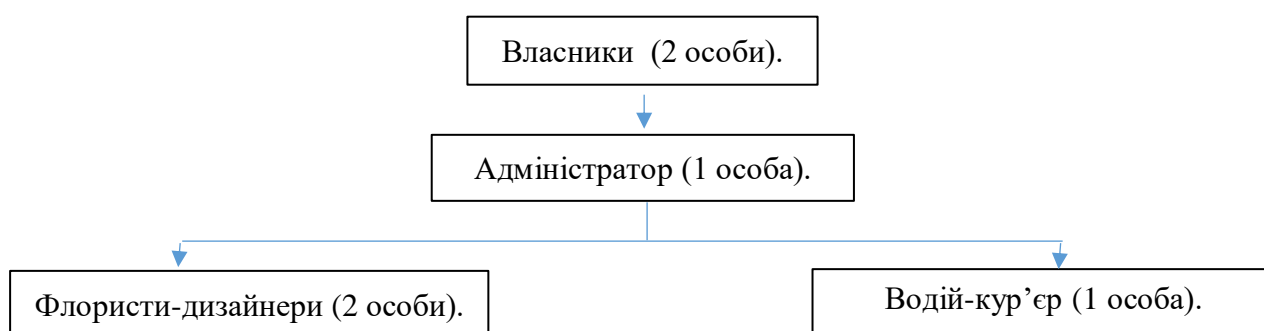 Власники  (2 особи).
Адміністратор (1 особа).
Флористи-дизайнери (2 особи).
Водій-кур’єр (1 особа).